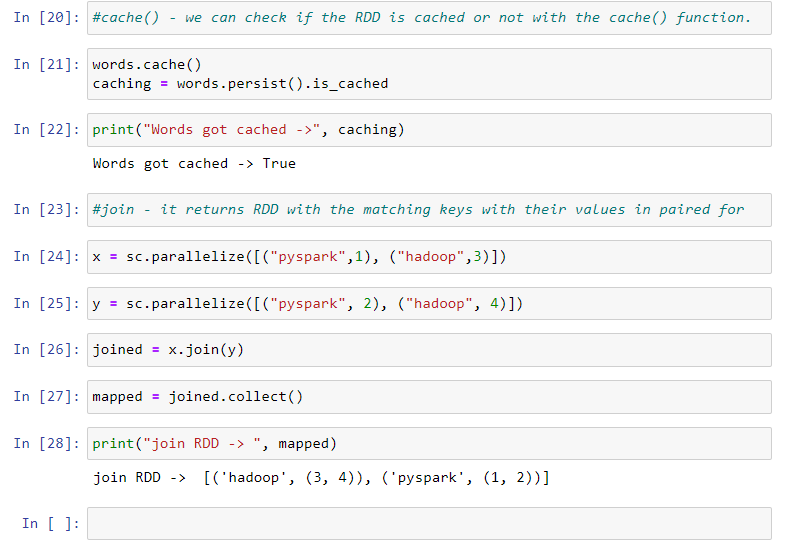 In [20]: #cache() - we can check if the RDD is cached or not with the cache() function.
In [21]: words.cache()
caching = words.persist().is_cached
In [22]: print("Words got cached ->", caching)
Words got cached -> True
In [23]: #join - it returns RDD with the matching keys with their values in paired for
In [24]: x = sc.parallelize([("pyspark",1), ("hadoop",3)])
In [25]: y = sc.parallelize([("pyspark", 2), ("hadoop", 4)])
In [26]: joined = x.join(y)
In [27]: mapped = joined.collect()
In [28]: print("join RDD -> ", mapped)
join RDD ->  [('hadoop', (3, 4)), ('pyspark', (1, 2))]
In [ ]: